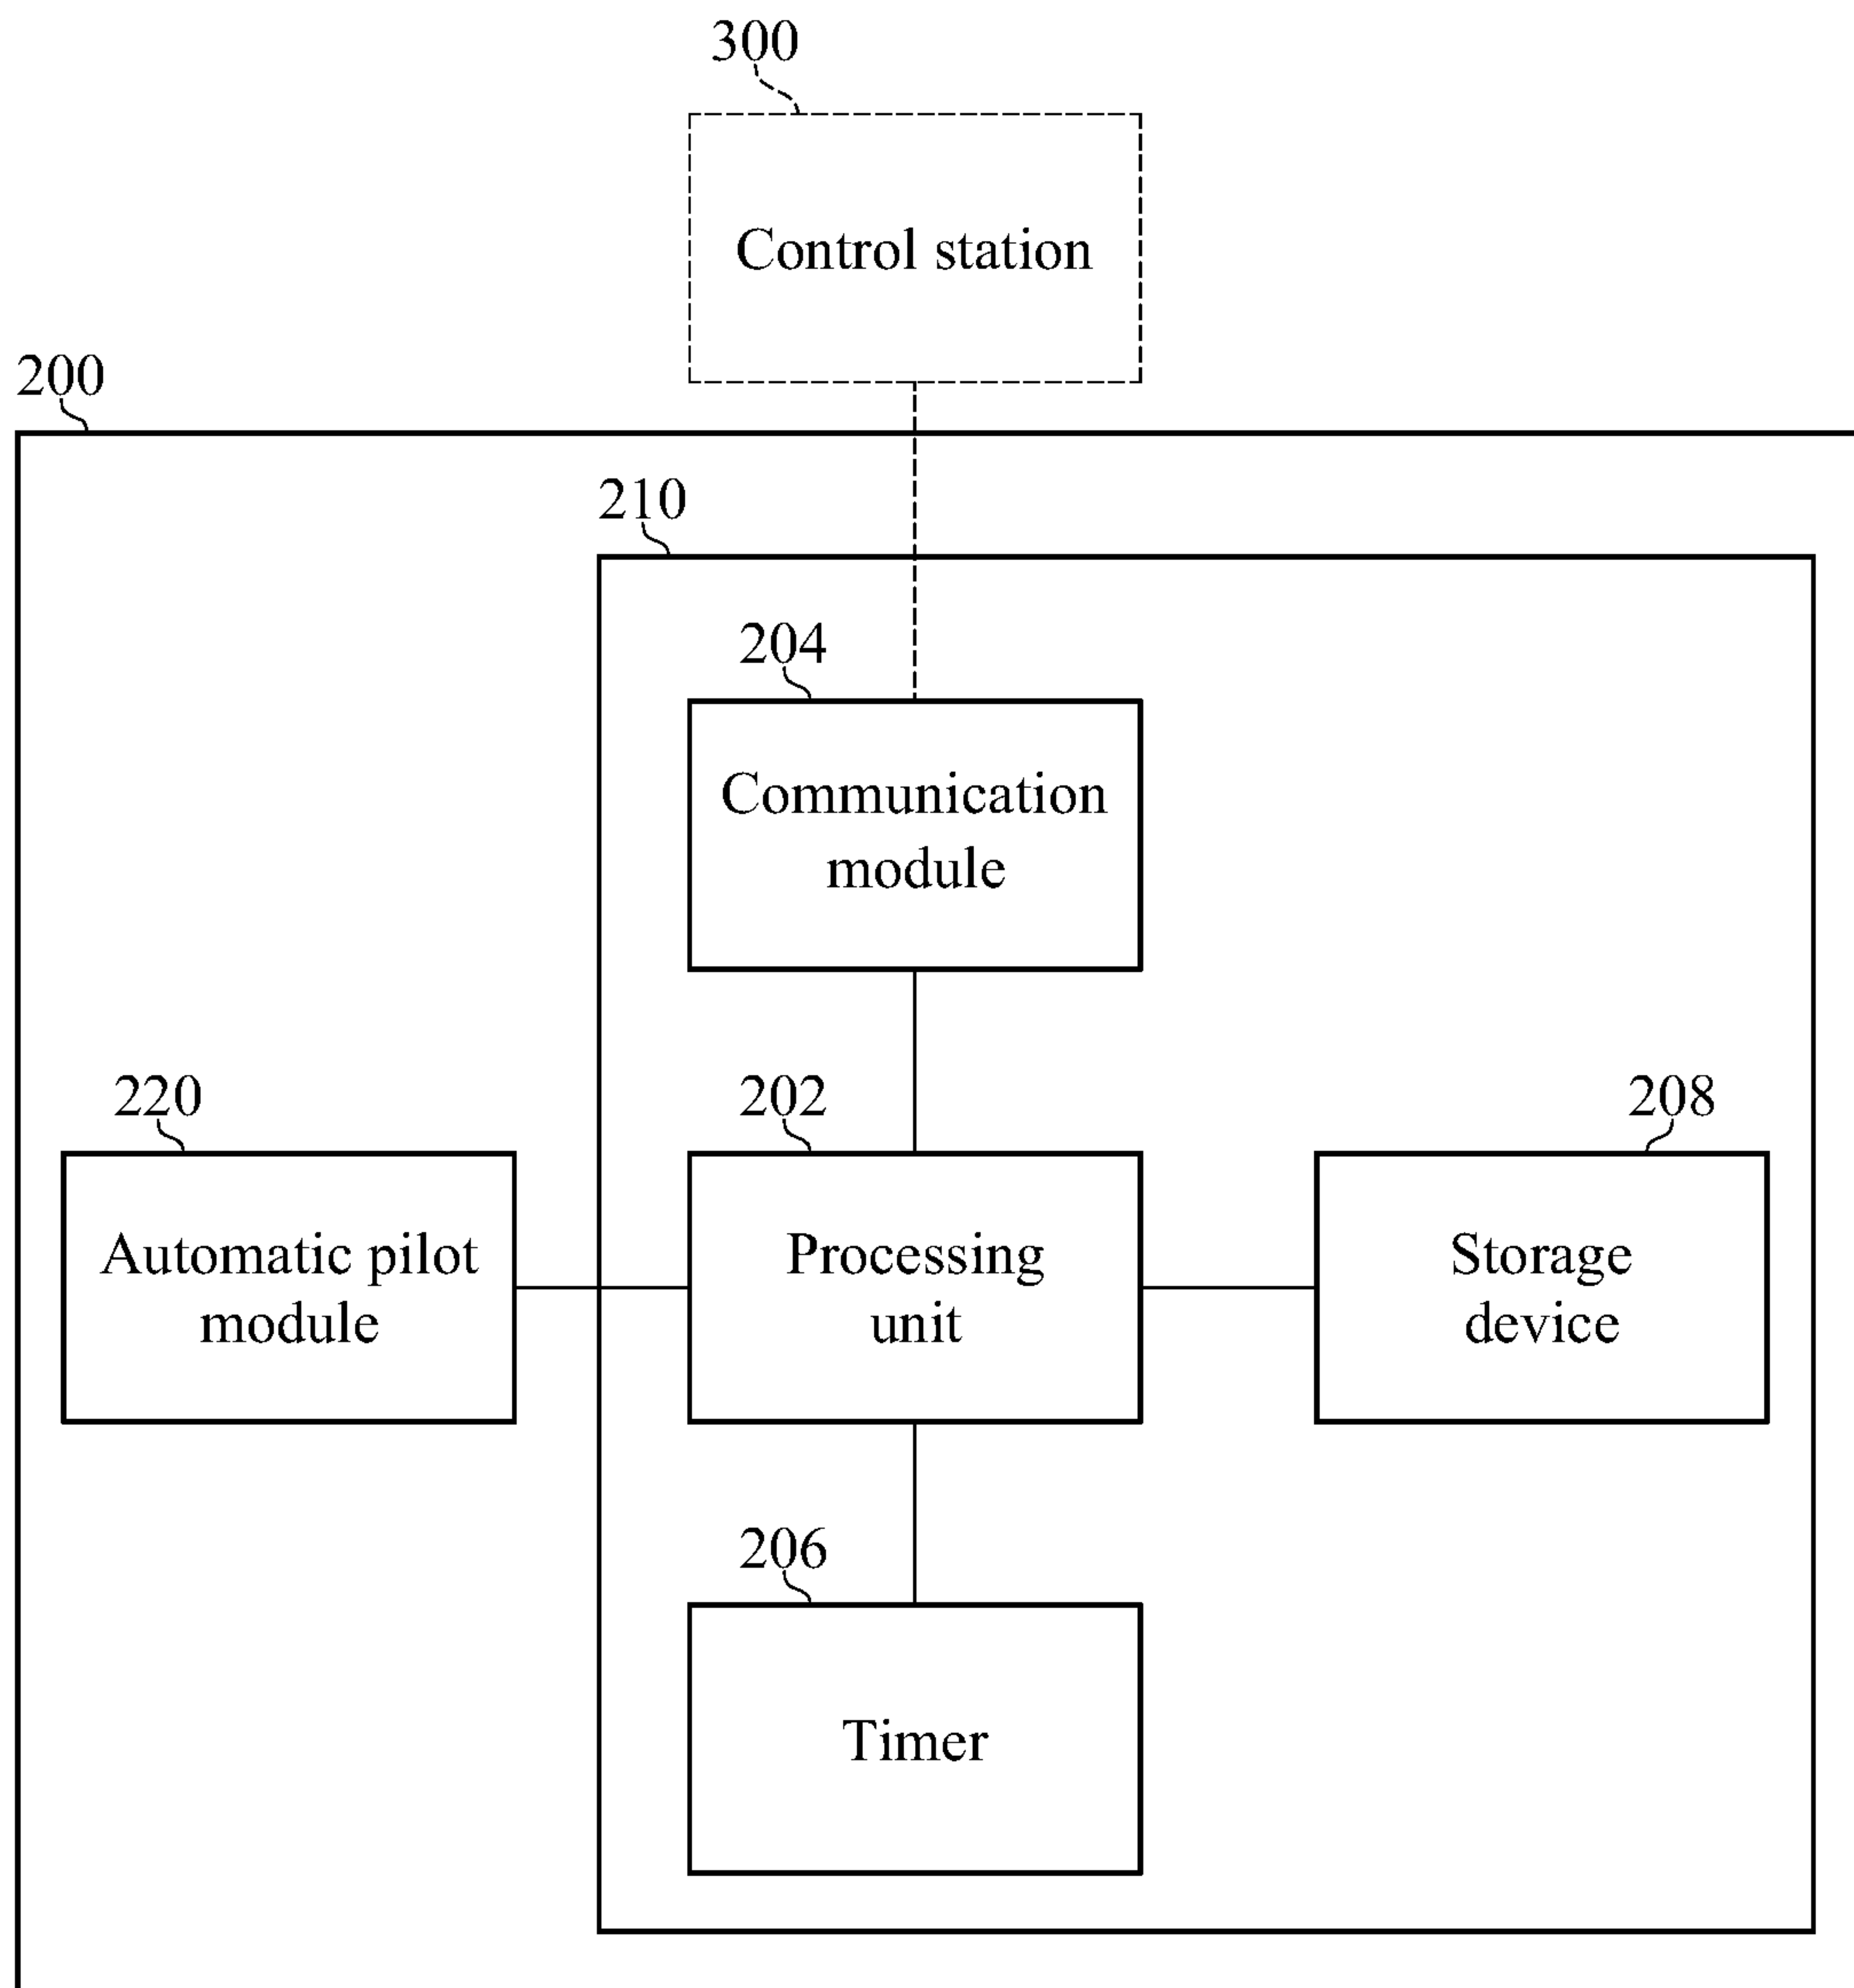 300
Control station
200
210
204
Communication
module
220
202
208
Automatic pilot
module
Processing
unit
Storage
device
206
Timer